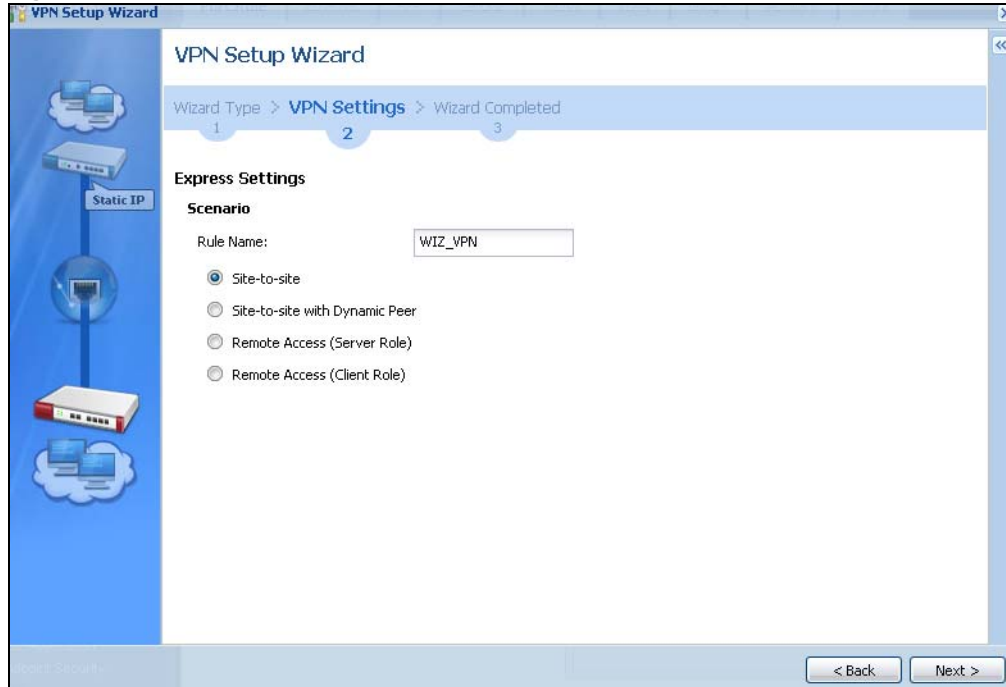 VPN Setup Wizard
VPN Setup Wizard
Wizard Type > VPN Settings > Wizard Completed
1 2 3
Static IP
Express Settings
Scenario
Rule Name: WIZ_VPN
Site-to-site
Site-to-site with Dynamic Peer
Remote Access (Server Role)
Remote Access (Client Role)
< Back Next >